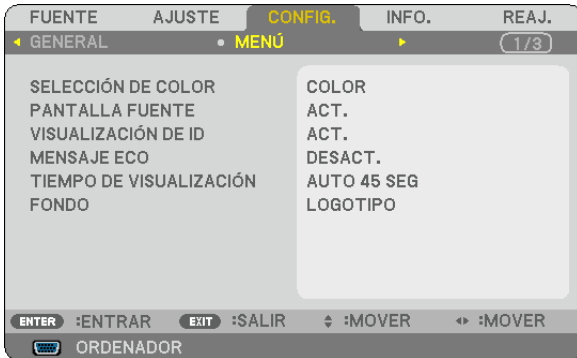 FUENTE AJUSTE CONFIG. INFO. REAJ.
GENERAL MENÚ 1/3
SELECCIÓN DE COLOR COLOR
PANTALLA FUENTE ACT.
VISUALIZACIÓN DE ID ACT.
MENSAJE ECO DESACT.
TIEMPO DE VISUALIZACIÓN AUTO 45 SEG
FONDO LOGOTIPO
ENTER :ENTRAR EXIT :SALIR :MOVER :MOVER
ORDENADOR